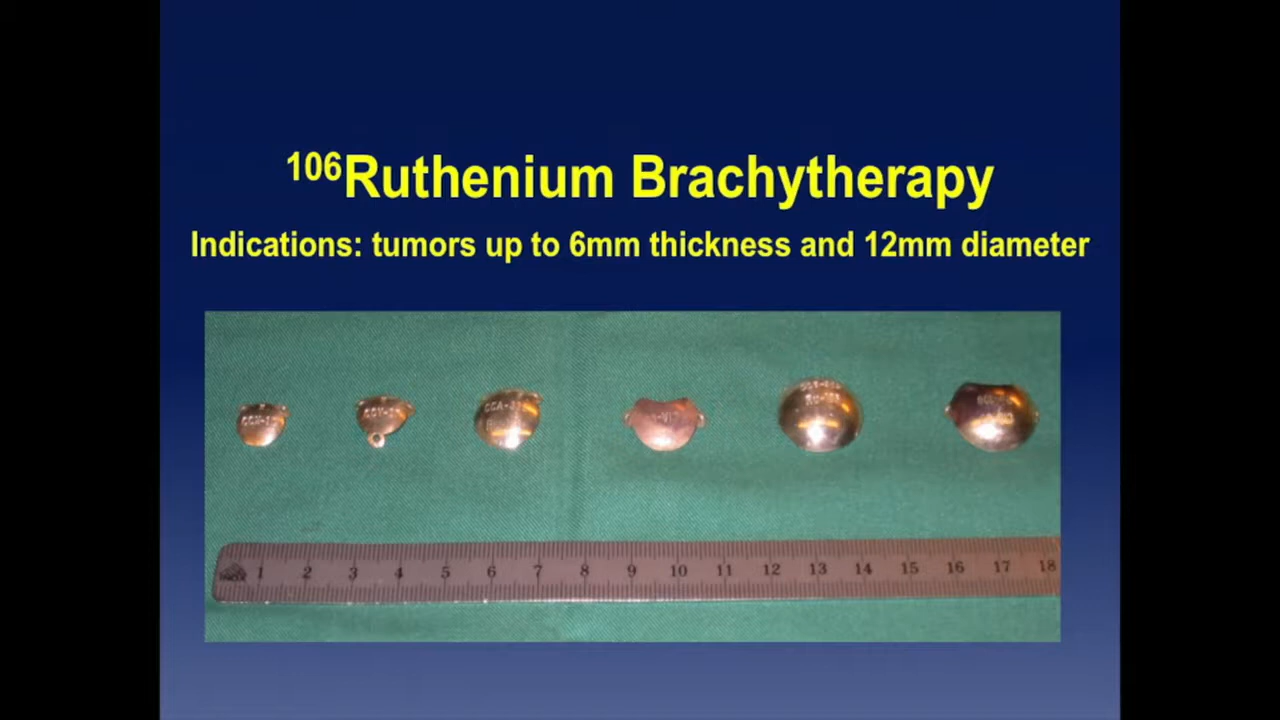 106Ruthenium Brachytherapy
Indications: tumors up to 6mm thickness and 12mm diameter
1 2 3 4 5 6 7 8 9 10 11 12 13 14 15 16 17 18